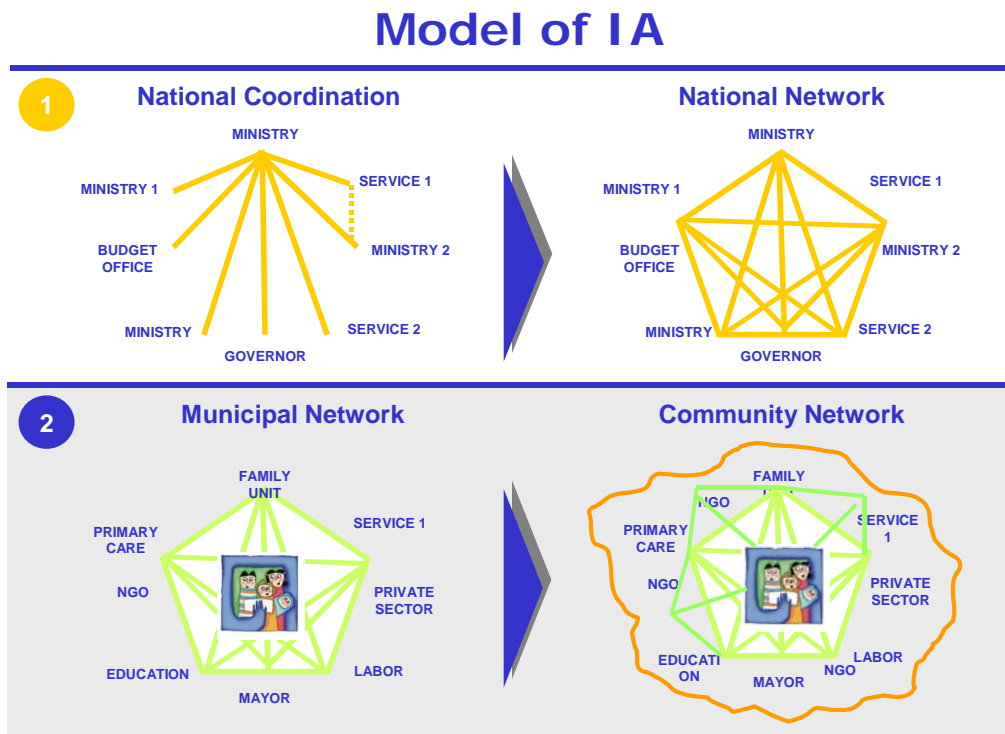 Model of IA
1
National Coordination
National Network
MINISTRY
MINISTRY 1
SERVICE 1
BUDGET
OFFICE
MINISTRY 2
MINISTRY
SERVICE 2
GOVERNOR
MINISTRY
MINISTRY 1
SERVICE 1
BUDGET
OFFICE
MINISTRY 2
MINISTRY
SERVICE 2
GOVERNOR
2
Municipal Network
Community Network
FAMILY
UNIT
SERVICE 1
PRIMARY
CARE
NGO
PRIVATE
SECTOR
EDUCATION
LABOR
MAYOR
FAMILY
NGO
SERVICE
1
PRIMARY
CARE
NGO
PRIVATE
SECTOR
EDUCATI
ON
LABOR
NGO
MAYOR